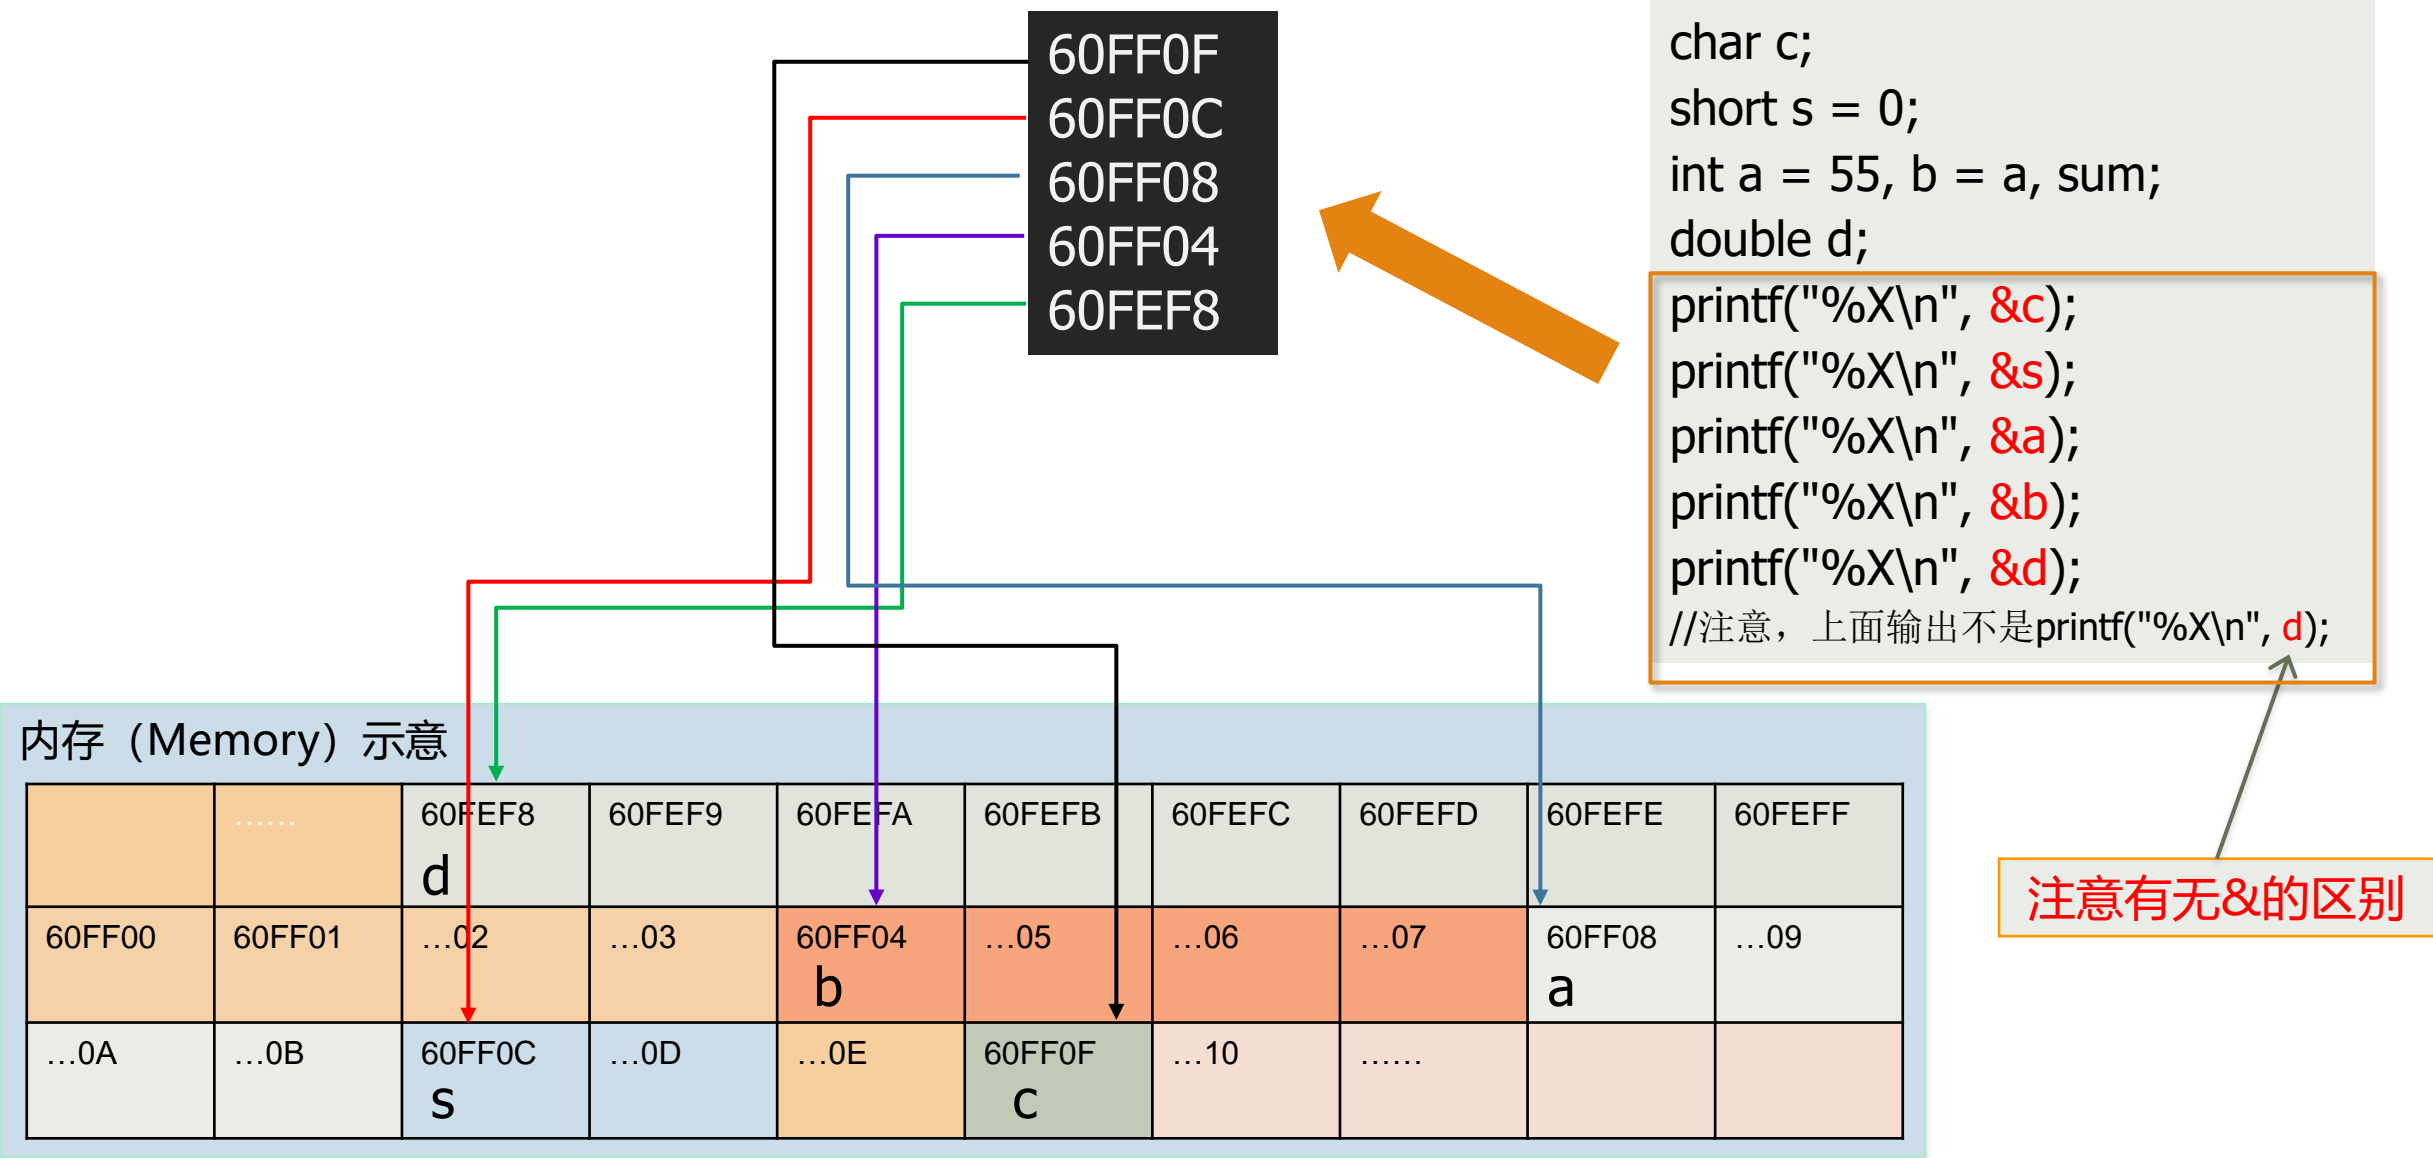 60FF0F
60FF0C
60FF08
60FF04
60FEF8
char c;
short s = 0;
int a = 55, b = a, sum;
double d;
printf("%X\n", &c);
printf("%X\n", &s);
printf("%X\n", &a);
printf("%X\n", &b);
printf("%X\n", &d);
//注意，上面输出不是printf("%X\n", d);
注意有无&的区别
内存（Memory）示意
…… 60FEF8 60FEF9 60FEFA 60FEFB 60FEFC 60FEFD 60FEFE 60FEFF
d
60FF00 60FF01 …02 …03 60FF04 …05 …06 …07 60FF08 …09
b a
…0A …0B 60FF0C …0D …0E 60FF0F …10 ……
s c